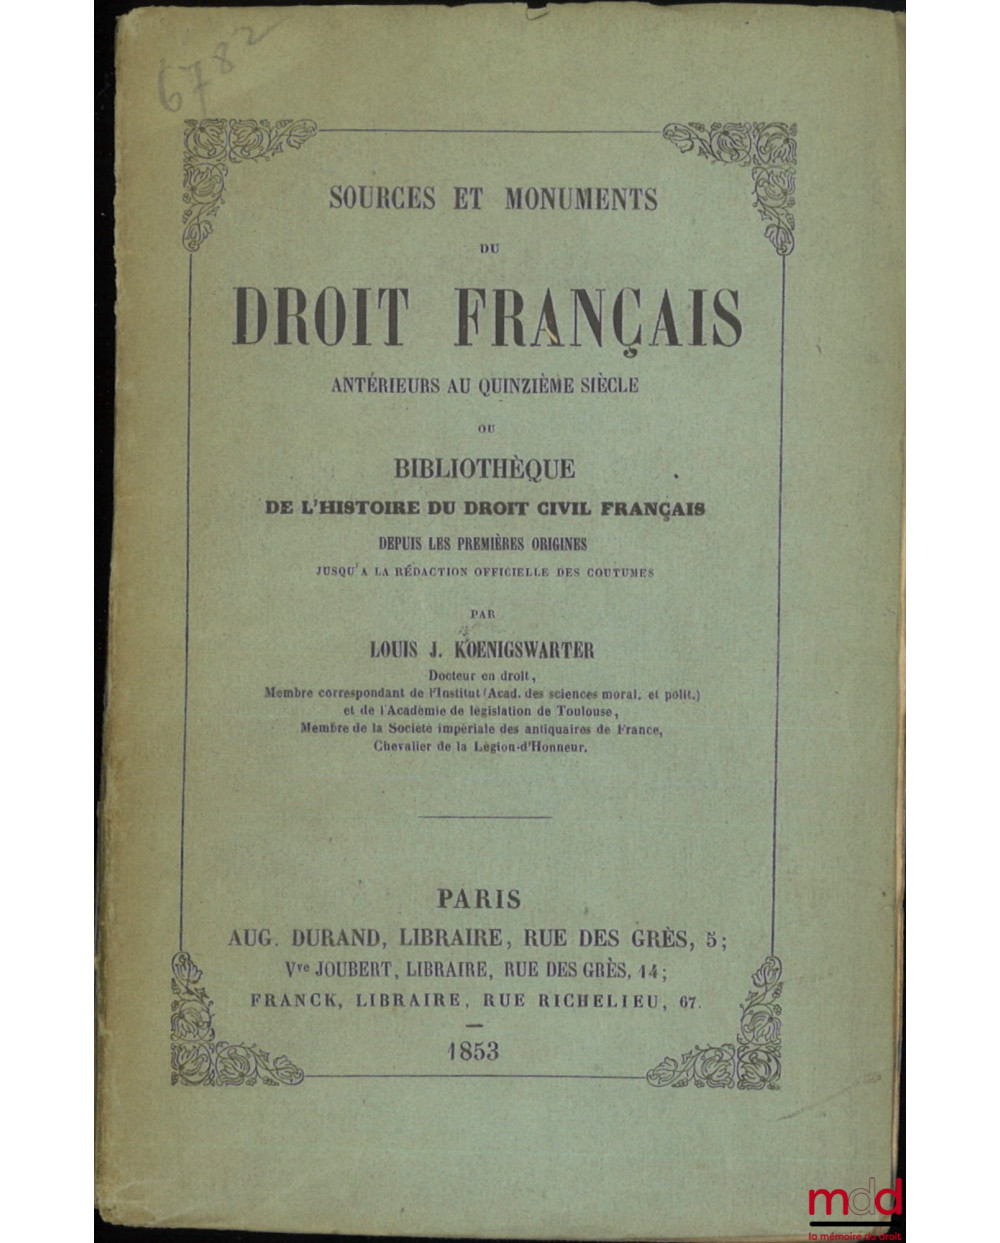 6782
SOURCES ET MONUMENTS
DU
DROIT FRANÇAIS
ANTÉRIEURS AU QUINZIÈME SIÈCLE
OU
BIBLIOTHÈQUE
DE L'HISTOIRE DU DROIT CIVIL FRANÇAIS
DEPUIS LES PREMIÈRES ORIGINES
JUSQU'A LA RÉDACTION OFFICIELLE DES COUTUMES
PAR
LOUIS J. KOENIGSWARTER
Docteur en droit,
Membre correspondant de l'Institut (Acad. des sciences moral. et polit.)
et de l'Académie de législation de Toulouse,
Membre de la Société impériale des antiquaires de France,
Chevalier de la Légion-d'Honneur.
PARIS
AUG. DURAND, LIBRAIRE, RUE DES GRÈS, 5;
Vve JOUBERT, LIBRAIRE, RUE DES GRÈS, 14;
FRANCK, LIBRAIRE, RUE RICHELIEU, 67.
1853
mdd
la mémoire du droit